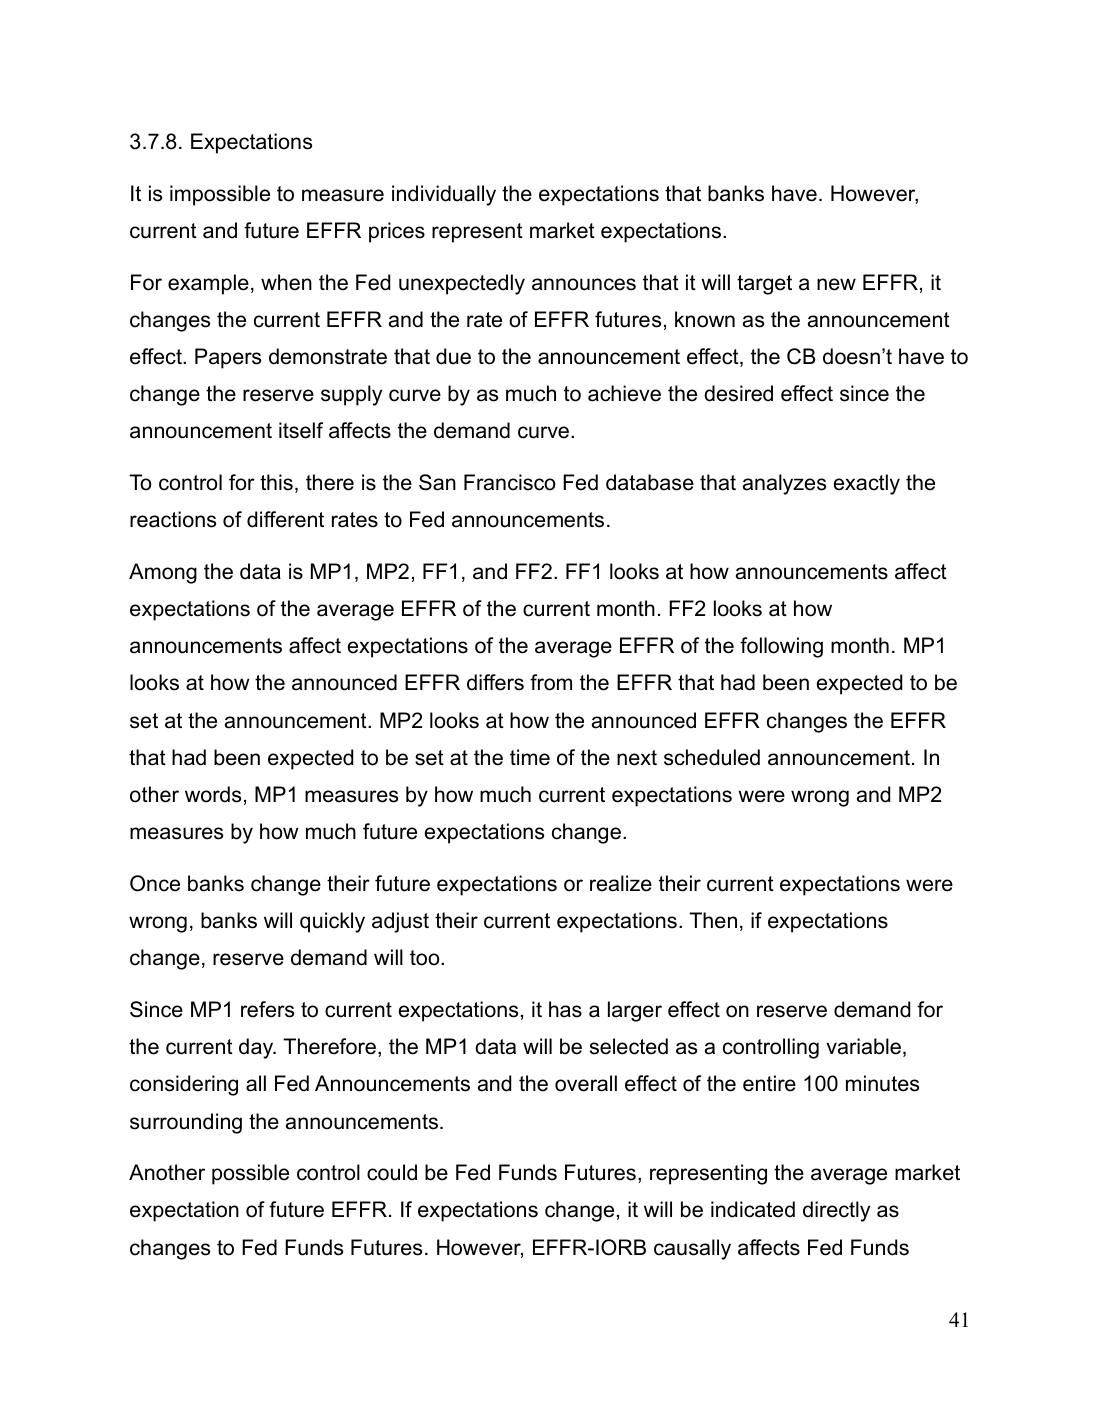 3.7.8. Expectations
It is impossible to measure individually the expectations that banks have. However,
current and future EFFR prices represent market expectations.
For example, when the Fed unexpectedly announces that it will target a new EFFR, it
changes the current EFFR and the rate of EFFR futures, known as the announcement
effect. Papers demonstrate that due to the announcement effect, the CB doesn’t have to
change the reserve supply curve by as much to achieve the desired effect since the
announcement itself affects the demand curve.
To control for this, there is the San Francisco Fed database that analyzes exactly the
reactions of different rates to Fed announcements.
Among the data is MP1, MP2, FF1, and FF2. FF1 looks at how announcements affect
expectations of the average EFFR of the current month. FF2 looks at how
announcements affect expectations of the average EFFR of the following month. MP1
looks at how the announced EFFR differs from the EFFR that had been expected to be
set at the announcement. MP2 looks at how the announced EFFR changes the EFFR
that had been expected to be set at the time of the next scheduled announcement. In
other words, MP1 measures by how much current expectations were wrong and MP2
measures by how much future expectations change.
Once banks change their future expectations or realize their current expectations were
wrong, banks will quickly adjust their current expectations. Then, if expectations
change, reserve demand will too.
Since MP1 refers to current expectations, it has a larger effect on reserve demand for
the current day. Therefore, the MP1 data will be selected as a controlling variable,
considering all Fed Announcements and the overall effect of the entire 100 minutes
surrounding the announcements.
Another possible control could be Fed Funds Futures, representing the average market
expectation of future EFFR. If expectations change, it will be indicated directly as
changes to Fed Funds Futures. However, EFFR-IORB causally affects Fed Funds
41